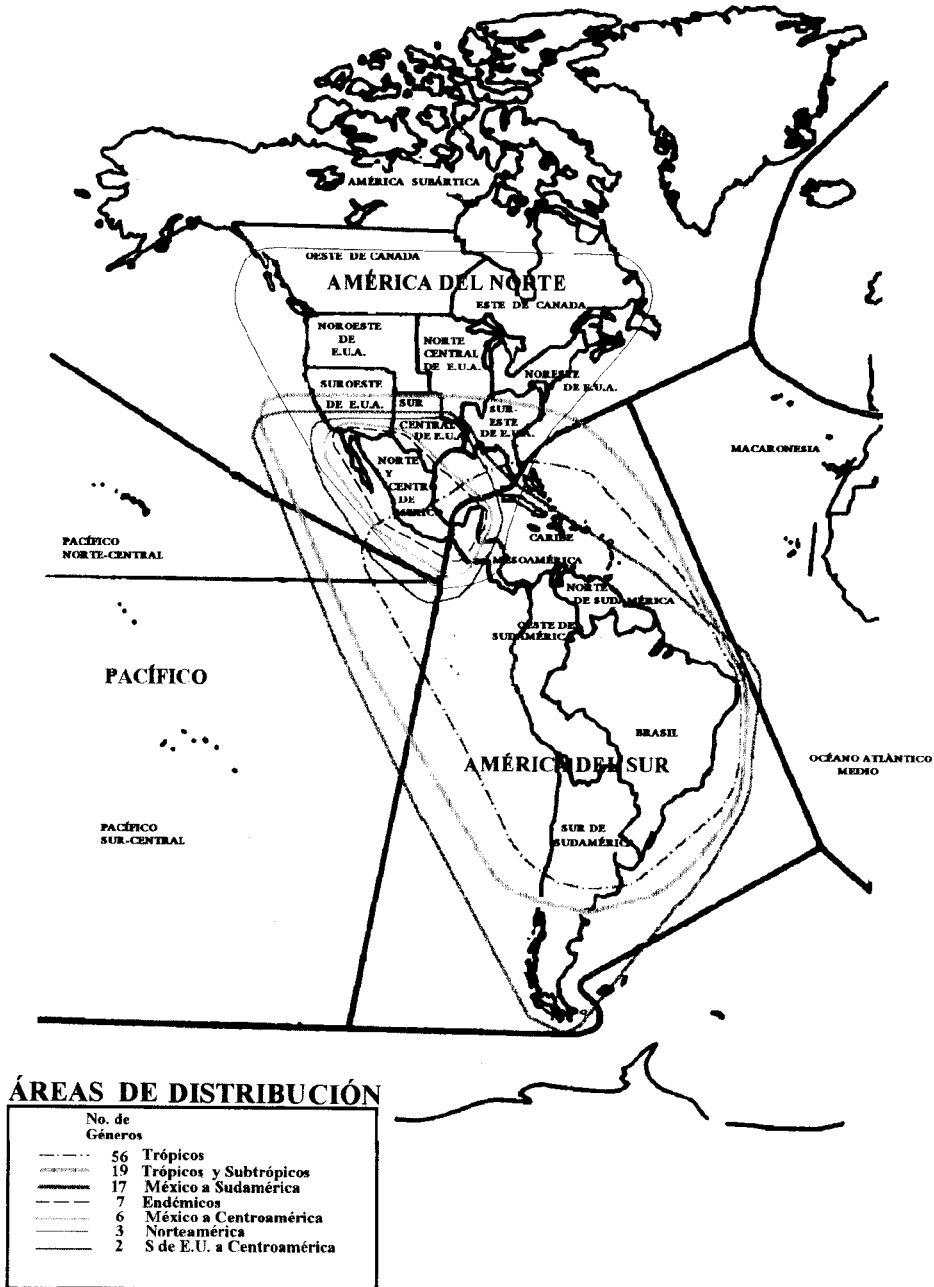 AMÉRICA SUBÁRTICA
OESTE DE CANADA
AMÉRICA DEL NORTE
ESTE DE CANADA
NOROESTE
DE
E.U.A.
NORTE
CENTRAL
DE E.U.A.
NORESTE
DE E.U.A.
SUROESTE
DE E.U.A.
SUR
CENTRAL
DE E.U.A
SUR-
ESTE
DE E.U.A.
NORTE
Y
CENTRO
DE
MEXICO
MACARONESIA
CARIBE
MESOAMÉRICA
PACÍFICO
NORTE-CENTRAL
NORTE
DE SUDAMÉRICA
OESTE DE
SUDAMÉRICA
PACÍFICO
BRASIL
AMÉRICA DEL SUR
OCÉANO ATLÀNTICO
MEDIO
PACÍFICO
SUR-CENTRAL
SUR DE
SUDAMÉRICA
ÁREAS DE DISTRIBUCIÓN
No. de
Géneros
56 Trópicos
19 Trópicos y Subtrópicos
17 México a Sudamérica
7 Endémicos
6 México a Centroamérica
3 Norteamérica
2 S de E.U. a Centroamérica